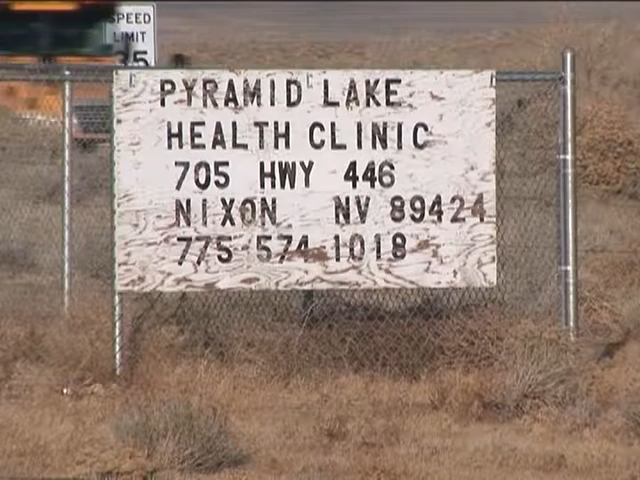 SPEED
LIMIT
35
PYRAMID LAKE
HEALTH CLINIC
705 HWY 446
NIXON NV 89424
775-574-1018